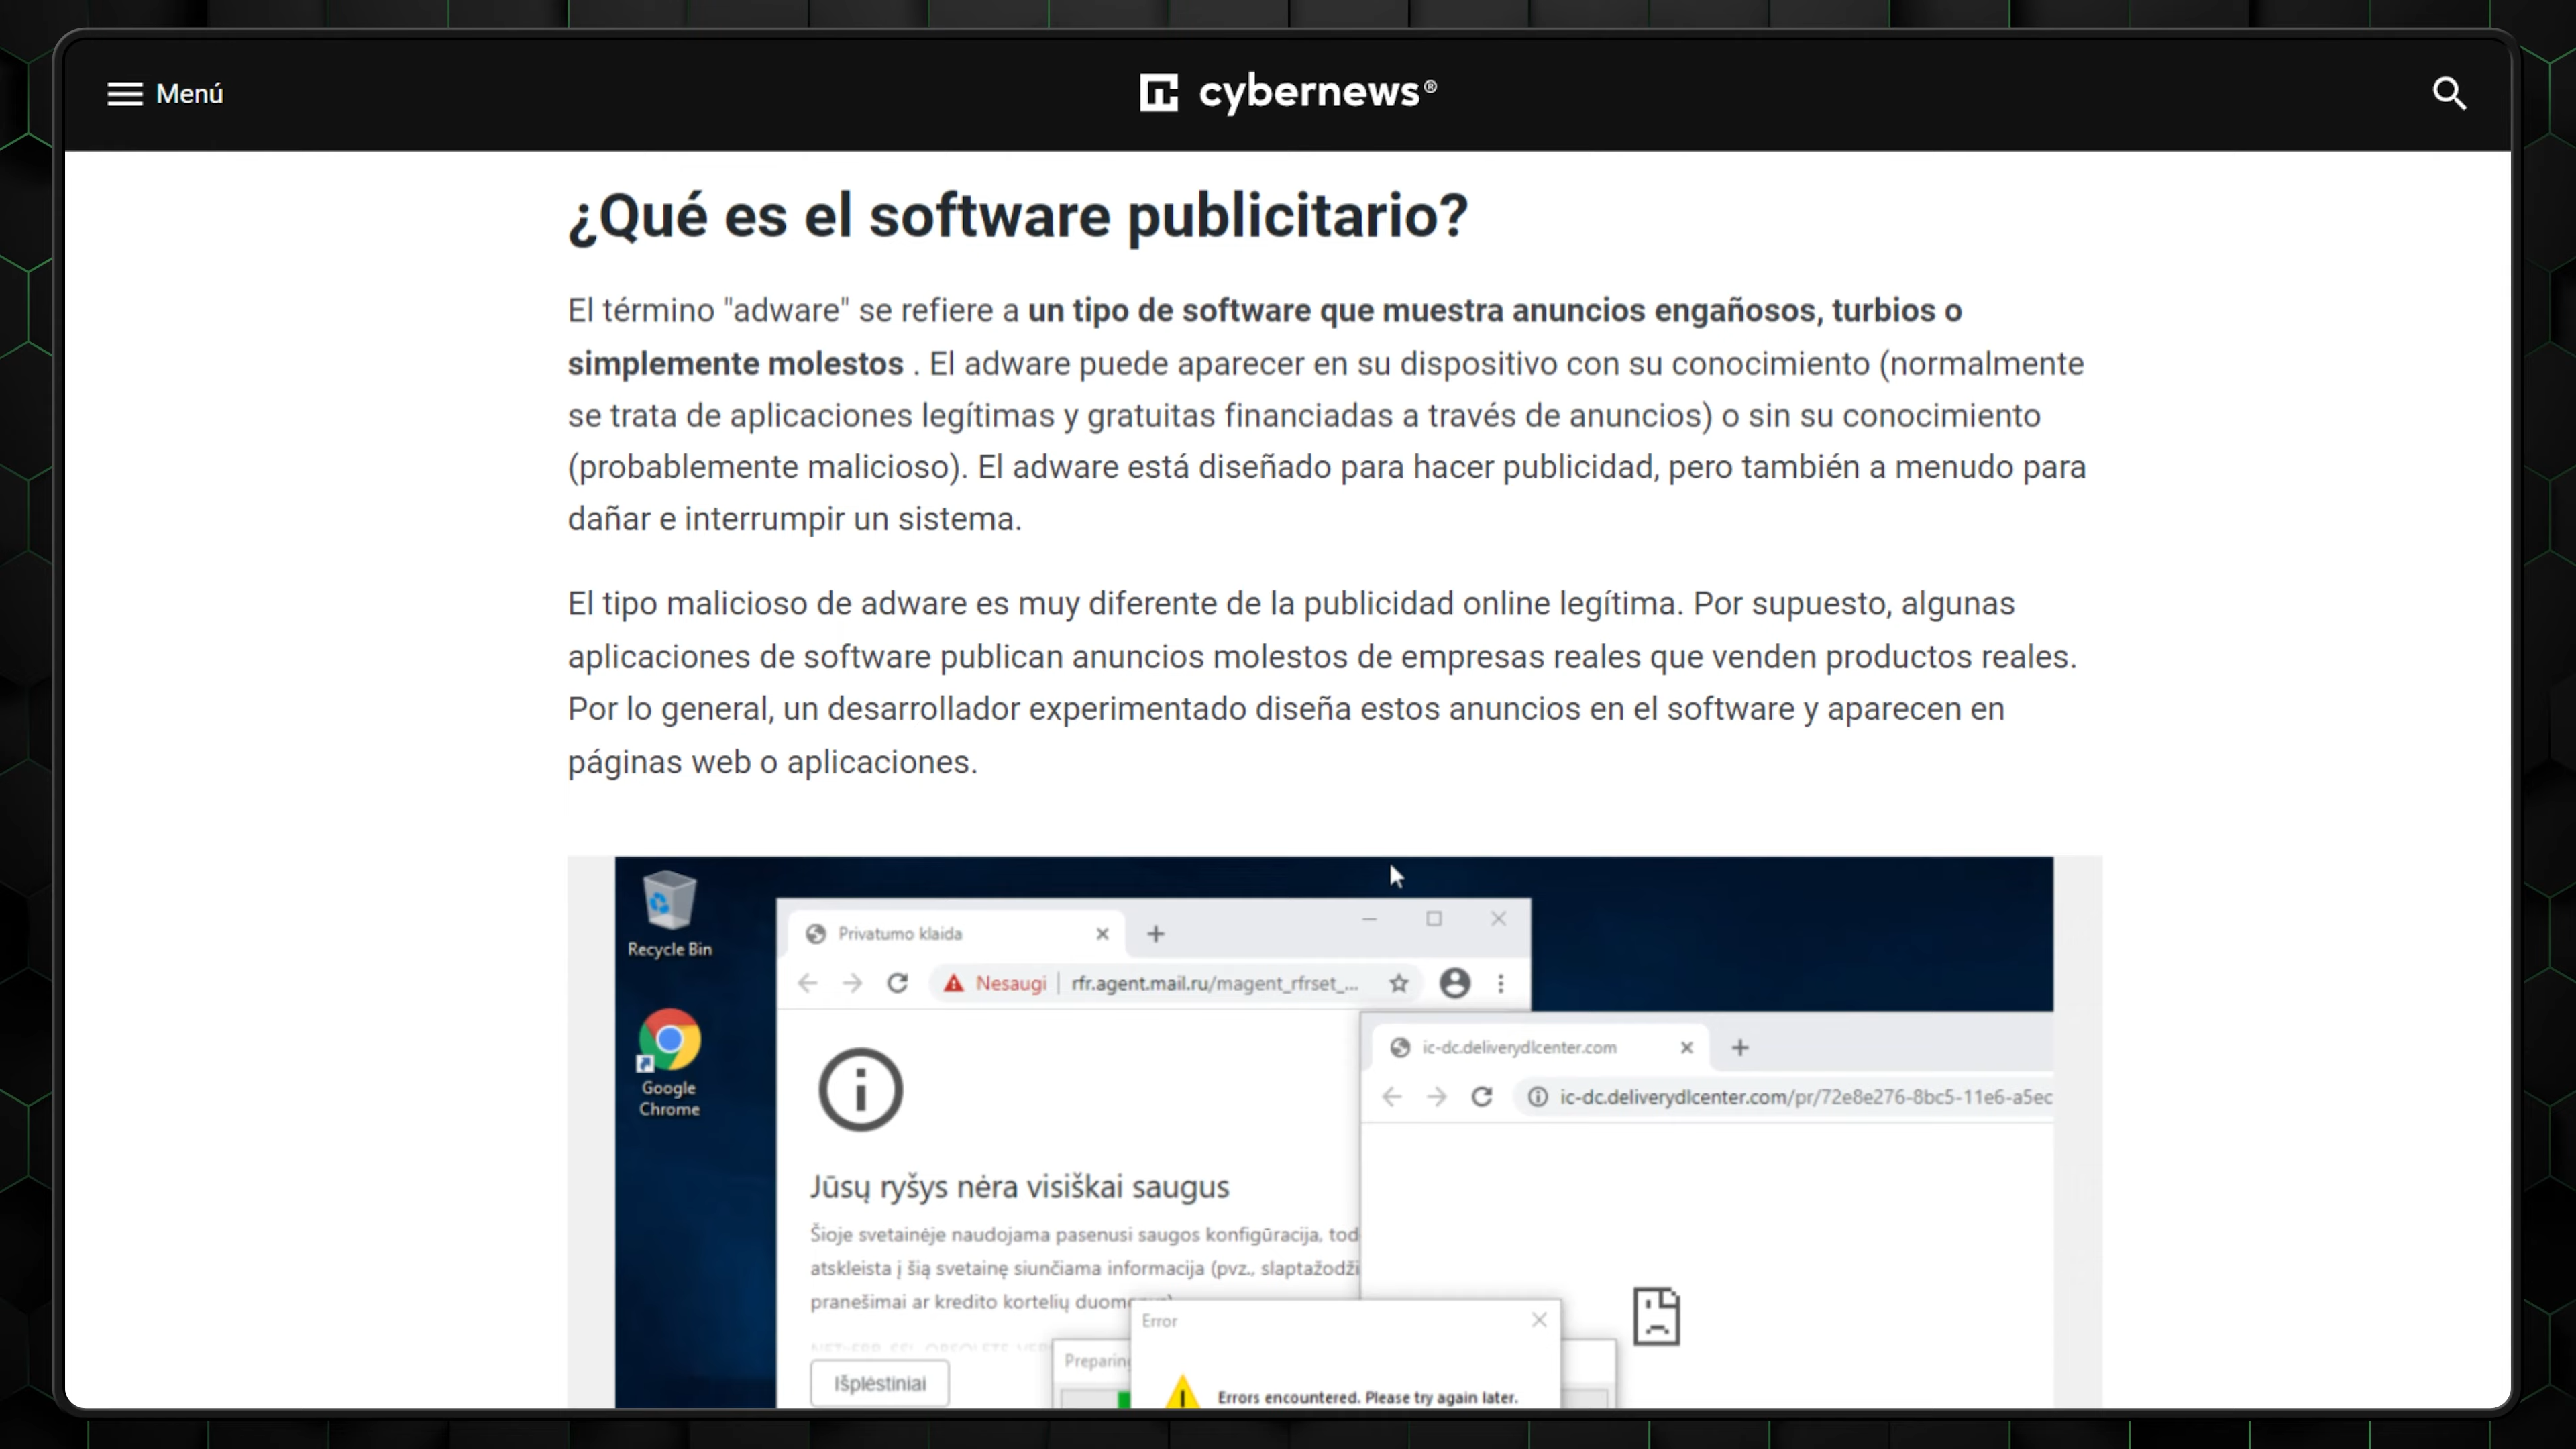 Menú
cybernews®
¿Qué es el software publicitario?
El término "adware" se refiere a un tipo de software que muestra anuncios engañosos, turbios o
simplemente molestos . El adware puede aparecer en su dispositivo con su conocimiento (normalmente
se trata de aplicaciones legítimas y gratuitas financiadas a través de anuncios) o sin su conocimiento
(probablemente malicioso). El adware está diseñado para hacer publicidad, pero también a menudo para
dañar e interrumpir un sistema.
El tipo malicioso de adware es muy diferente de la publicidad online legítima. Por supuesto, algunas
aplicaciones de software publican anuncios molestos de empresas reales que venden productos reales.
Por lo general, un desarrollador experimentado diseña estos anuncios en el software y aparecen en
páginas web o aplicaciones.
Recycle Bin
Google
Chrome
Privatumo klaida
Nesaugi rfr.agent.mail.ru/magent_rfrset_...
ic-dc.deliverydlcenter.com
ic-dc.deliverydlcenter.com/pr/72e8e276-8bc5-11e6-a5ec
Jūsų ryšys nėra visiškai saugus
Šioje svetainėje naudojama pasenusi saugos konfigūracija, tod
atskleista į šią svetainę siunčiama informacija (pvz., slaptažodži
pranešimai ar kredito kortelių
Error
Preparing
Išplėstiniai
Errors encountered. Please try again later.